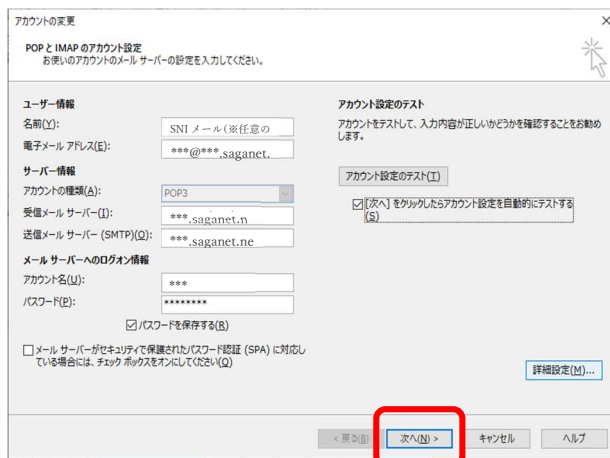 アカウントの変更
POP と IMAP のアカウント設定
お使いのアカウントのメール サーバーの設定を入力してください。
ユーザー情報
名前(Y):
SNI メール(※任意の
電子メール アドレス(E):
***@***.saganet.
サーバー情報
アカウントの種類(A):
POP3
受信メール サーバー(I):
***.saganet.n
送信メール サーバー (SMTP)(O):
***.saganet.ne
メール サーバーへのログオン情報
アカウント名(U):
***
パスワード(P):
********
パスワードを保存する(R)
メール サーバーがセキュリティで保護されたパスワード認証 (SPA) に対応し
ている場合には、チェック ボックスをオンにしてください(Q)
アカウント設定のテスト
アカウントをテストして、入力内容が正しいかどうかを確認することをお勧め
します。
アカウント設定のテスト(T)
[次へ] をクリックしたらアカウント設定を自動的にテストする
(S)
詳細設定(M)...
< 戻る(B)
次へ(N) >
キャンセル
ヘルプ